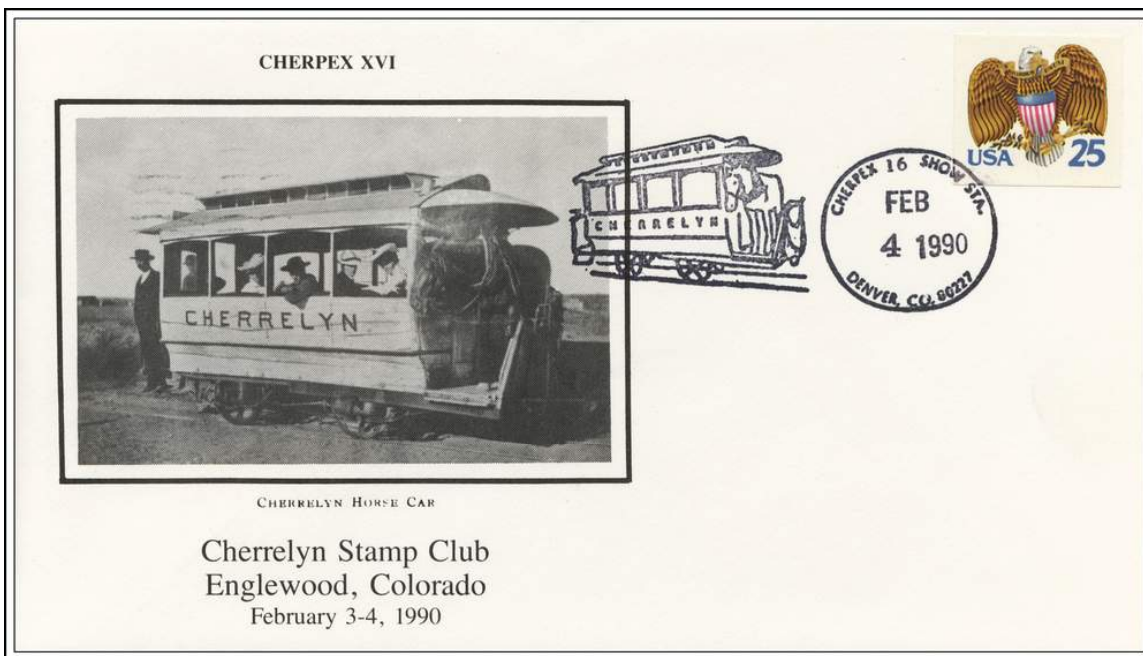 CHERPEX XVI
USA 25
CHERPEX 16 SHOW STA.
FEB
4 1990
DENVER, CO. 80227
CHERRELYN
CHERRELYN
CHERRELYN HORSE CAR
Cherrelyn Stamp Club
Englewood, Colorado
February 3-4, 1990